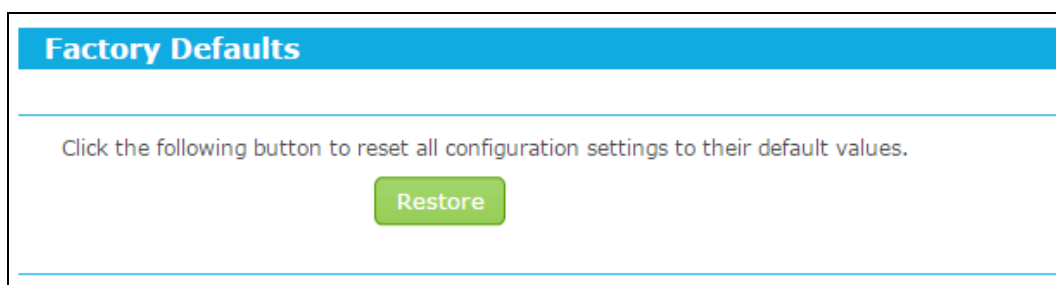 Factory Defaults
Click the following button to reset all configuration settings to their default values.
Restore